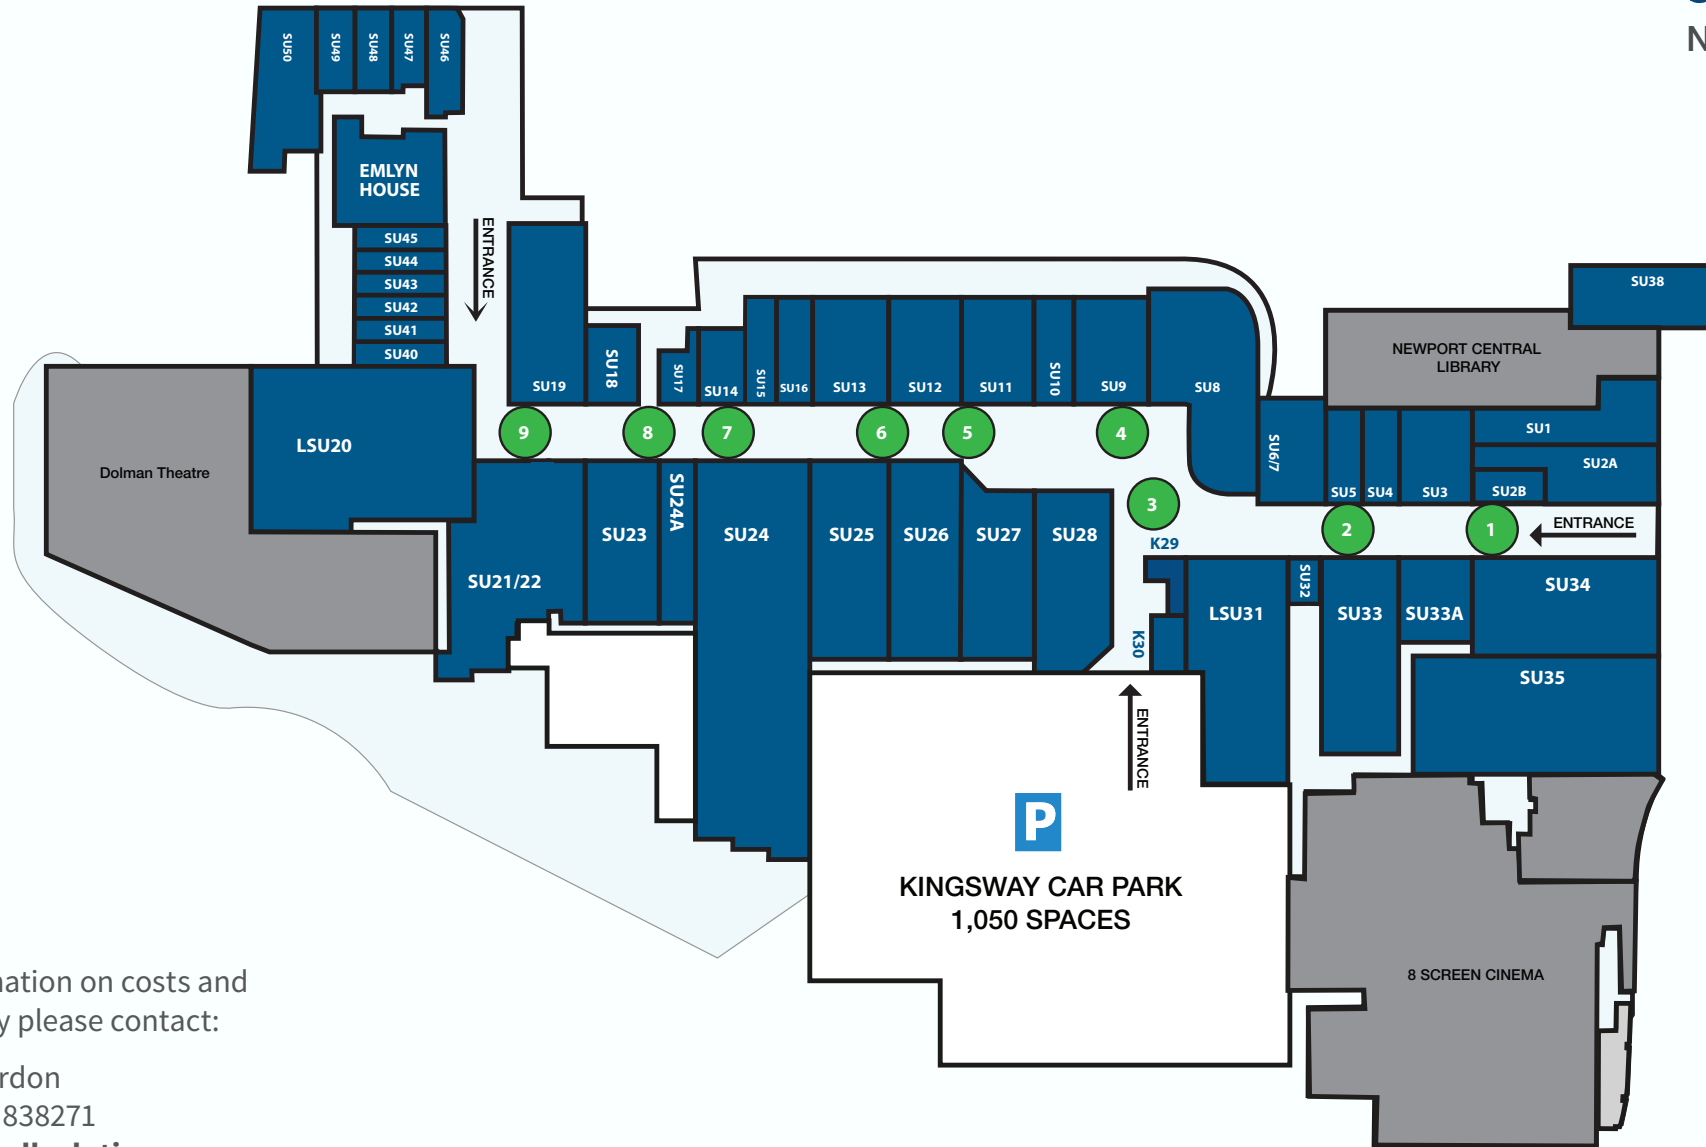 N
SU50
SU49
SU48
SU47
SU46
EMLYN
HOUSE
SU45
SU44
SU43
SU42
SU41
SU40
ENTRANCE
SU19
SU18
SU17
SU14
SU15
SU16
SU13
SU12
SU11
SU10
SU9
SU8
SU38
NEWPORT CENTRAL
LIBRARY
SU6/7
SU5
SU4
SU3
SU1
SU2A
SU2B
9
8
7
6
5
4
3
2
1
ENTRANCE
Dolman Theatre
LSU20
SU21/22
SU23
SU24A
SU24
SU25
SU26
SU27
SU28
K29
K30
LSU31
SU32
SU33
SU33A
SU34
SU35
ENTRANCE
P
KINGSWAY CAR PARK
1,050 SPACES
8 SCREEN CINEMA
ation on costs and
y please contact:
rdon
838271